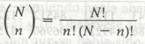 (N n) = N! / n! (N − n)!